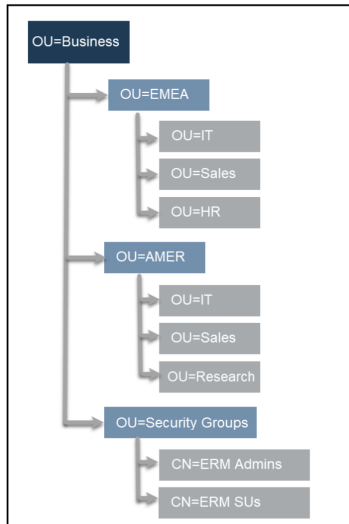 OU=Business
OU=EMEA
OU=IT
OU=Sales
OU=HR
OU=AMER
OU=IT
OU=Sales
OU=Research
OU=Security Groups
CN=ERM Admins
CN=ERM SUs